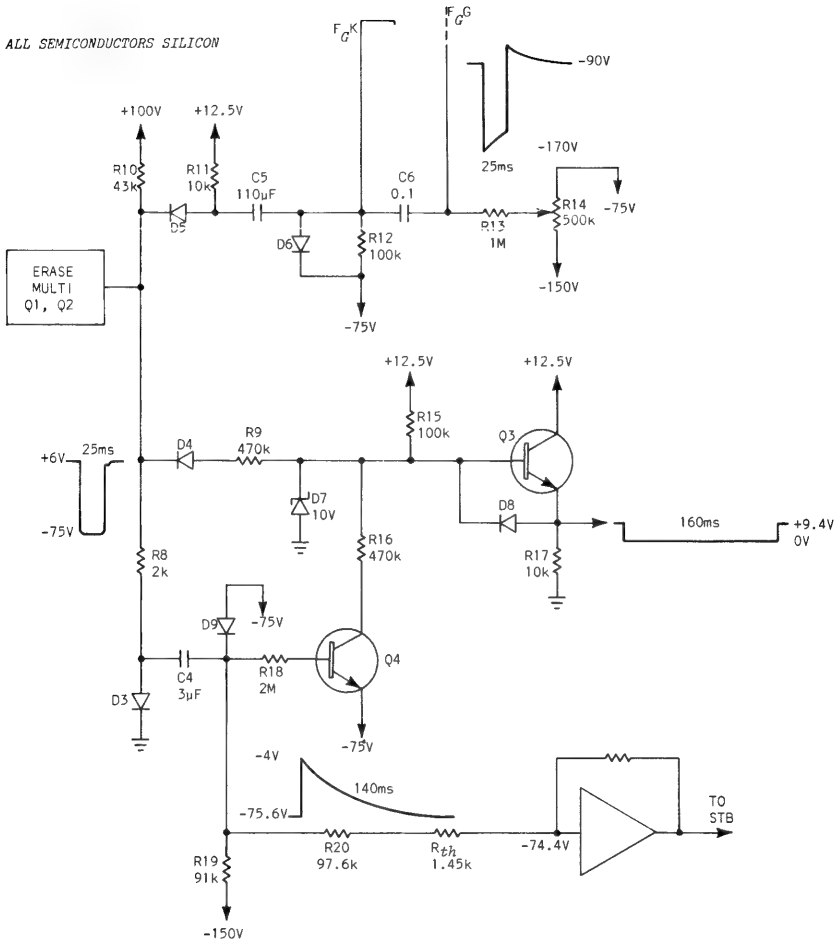 ALL SEMICONDUCTORS SILICON
FGK
FGG
-90V
-170V
25ms
+100V
+12.5V
R10
43k
R11
10k
C5
110µF
C6
0.1
D5
D6
R12
100k
R13
1M
R14
500k
-75V
-150V
-75V
ERASE
MULTI
Q1, Q2
+12.5V
+12.5V
R15
100k
Q3
+6V
25ms
-75V
D4
R9
470k
D7
10V
D8
160ms
+9.4V
0V
R8
2k
R16
470k
R17
10k
D9
-75V
C4
3µF
R18
2M
Q4
D3
-75V
-4V
140ms
-75.6V
TO
STB
R19
91k
R20
97.6k
Rth
1.45k
-74.4V
-150V